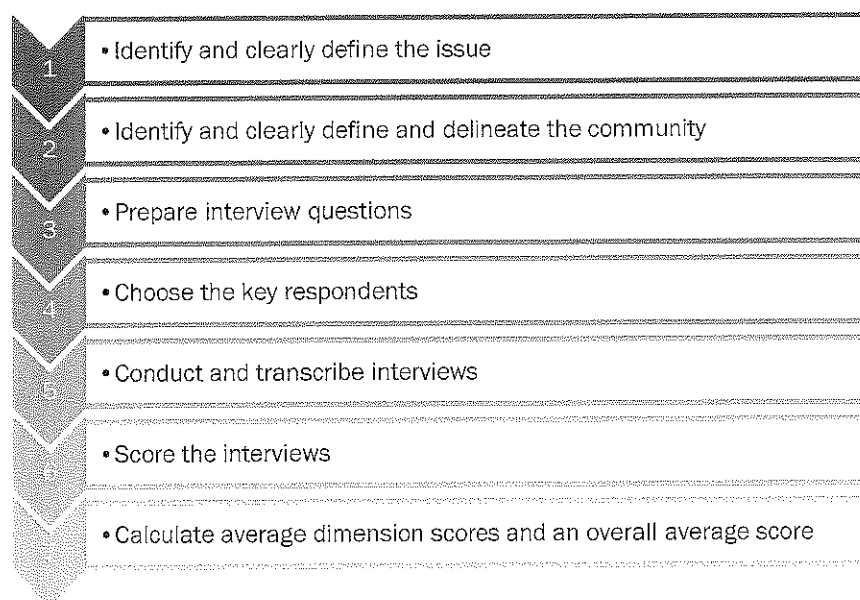 1
• Identify and clearly define the issue
2
• Identify and clearly define and delineate the community
3
• Prepare interview questions
4
• Choose the key respondents
5
• Conduct and transcribe interviews
6
• Score the interviews
• Calculate average dimension scores and an overall average score